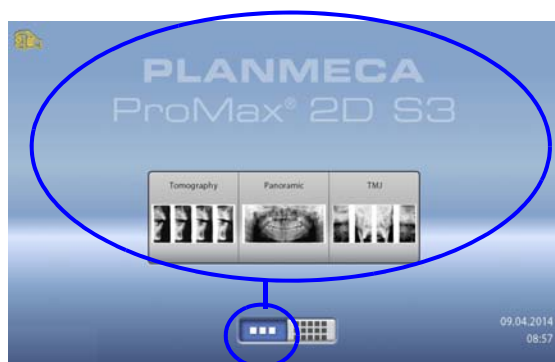 PLANMECA
ProMax® 2D S3
Tomography Panoramic TMJ
09.04.2014
08:57